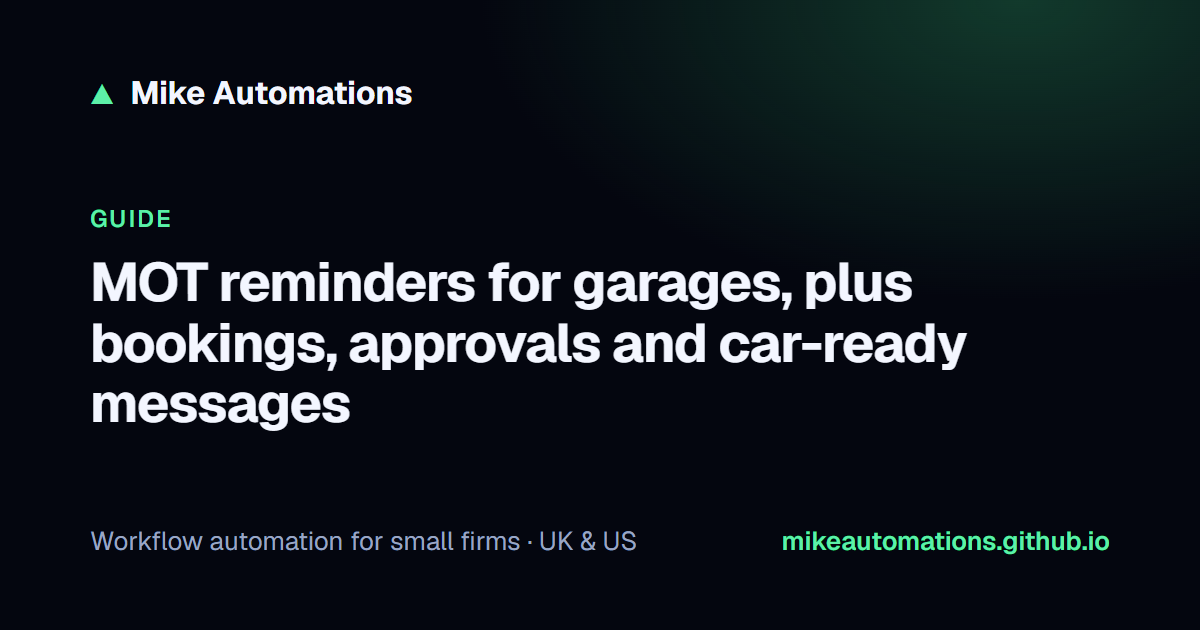 Mike Automations
GUIDE
MOT reminders for garages, plus
bookings, approvals and car-ready
messages
Workflow automation for small firms · UK & US
mikeautomations.github.io